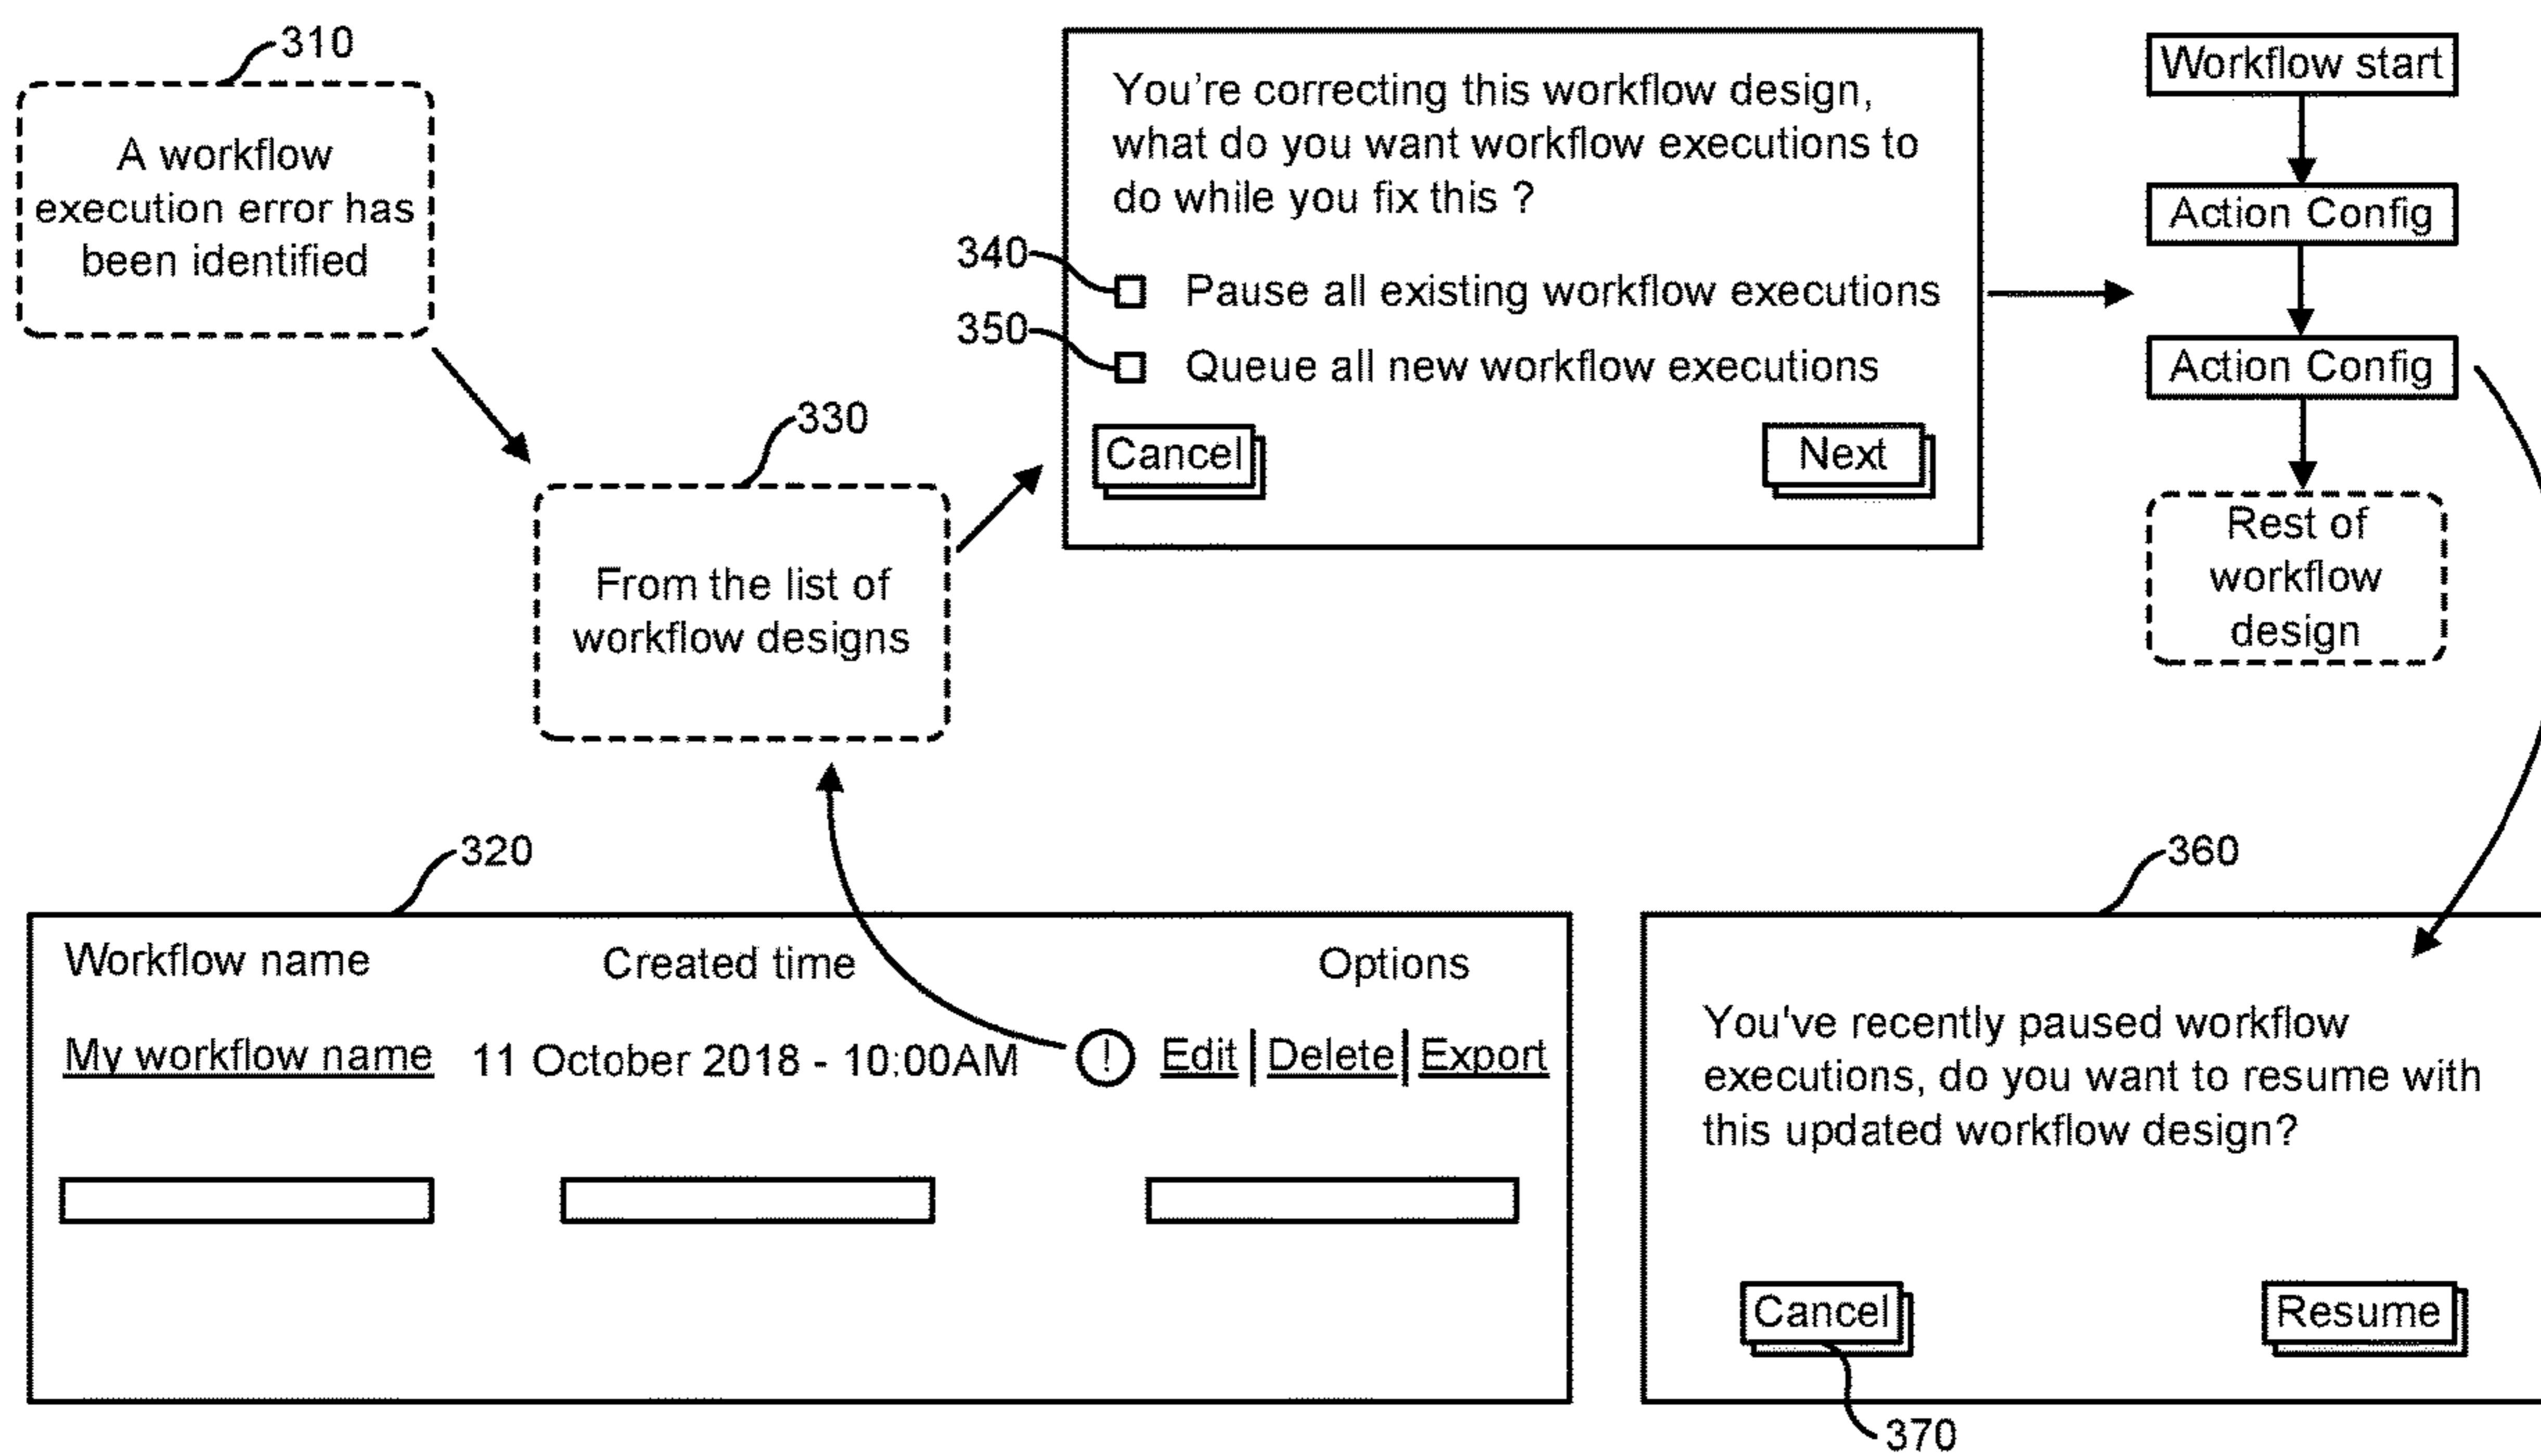 310
A workflow
execution error has
been identified
330
From the list of
workflow designs
You're correcting this workflow design,
what do you want workflow executions to
do while you fix this ?
340
Pause all existing workflow executions
350
Queue all new workflow executions
Cancel
Next
Workflow start
Action Config
Action Config
Rest of
workflow
design
320
Workflow name Created time Options
My workflow name 11 October 2018 - 10:00AM ! Edit | Delete | Export
360
You've recently paused workflow
executions, do you want to resume with
this updated workflow design?
Cancel
Resume
370